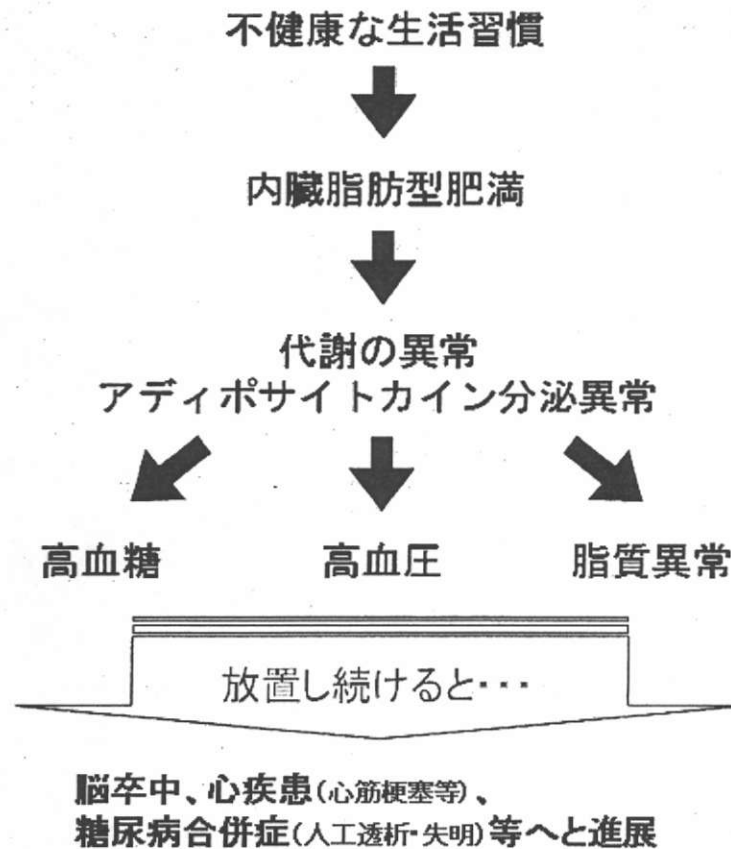 不健康な生活習慣
内臓脂肪型肥満
代謝の異常
アディポサイトカイン分泌異常
高血糖 高血圧 脂質異常
放置し続けると･･･
脳卒中、心疾患(心筋梗塞等)、
糖尿病合併症(人工透析･失明)等へと進展